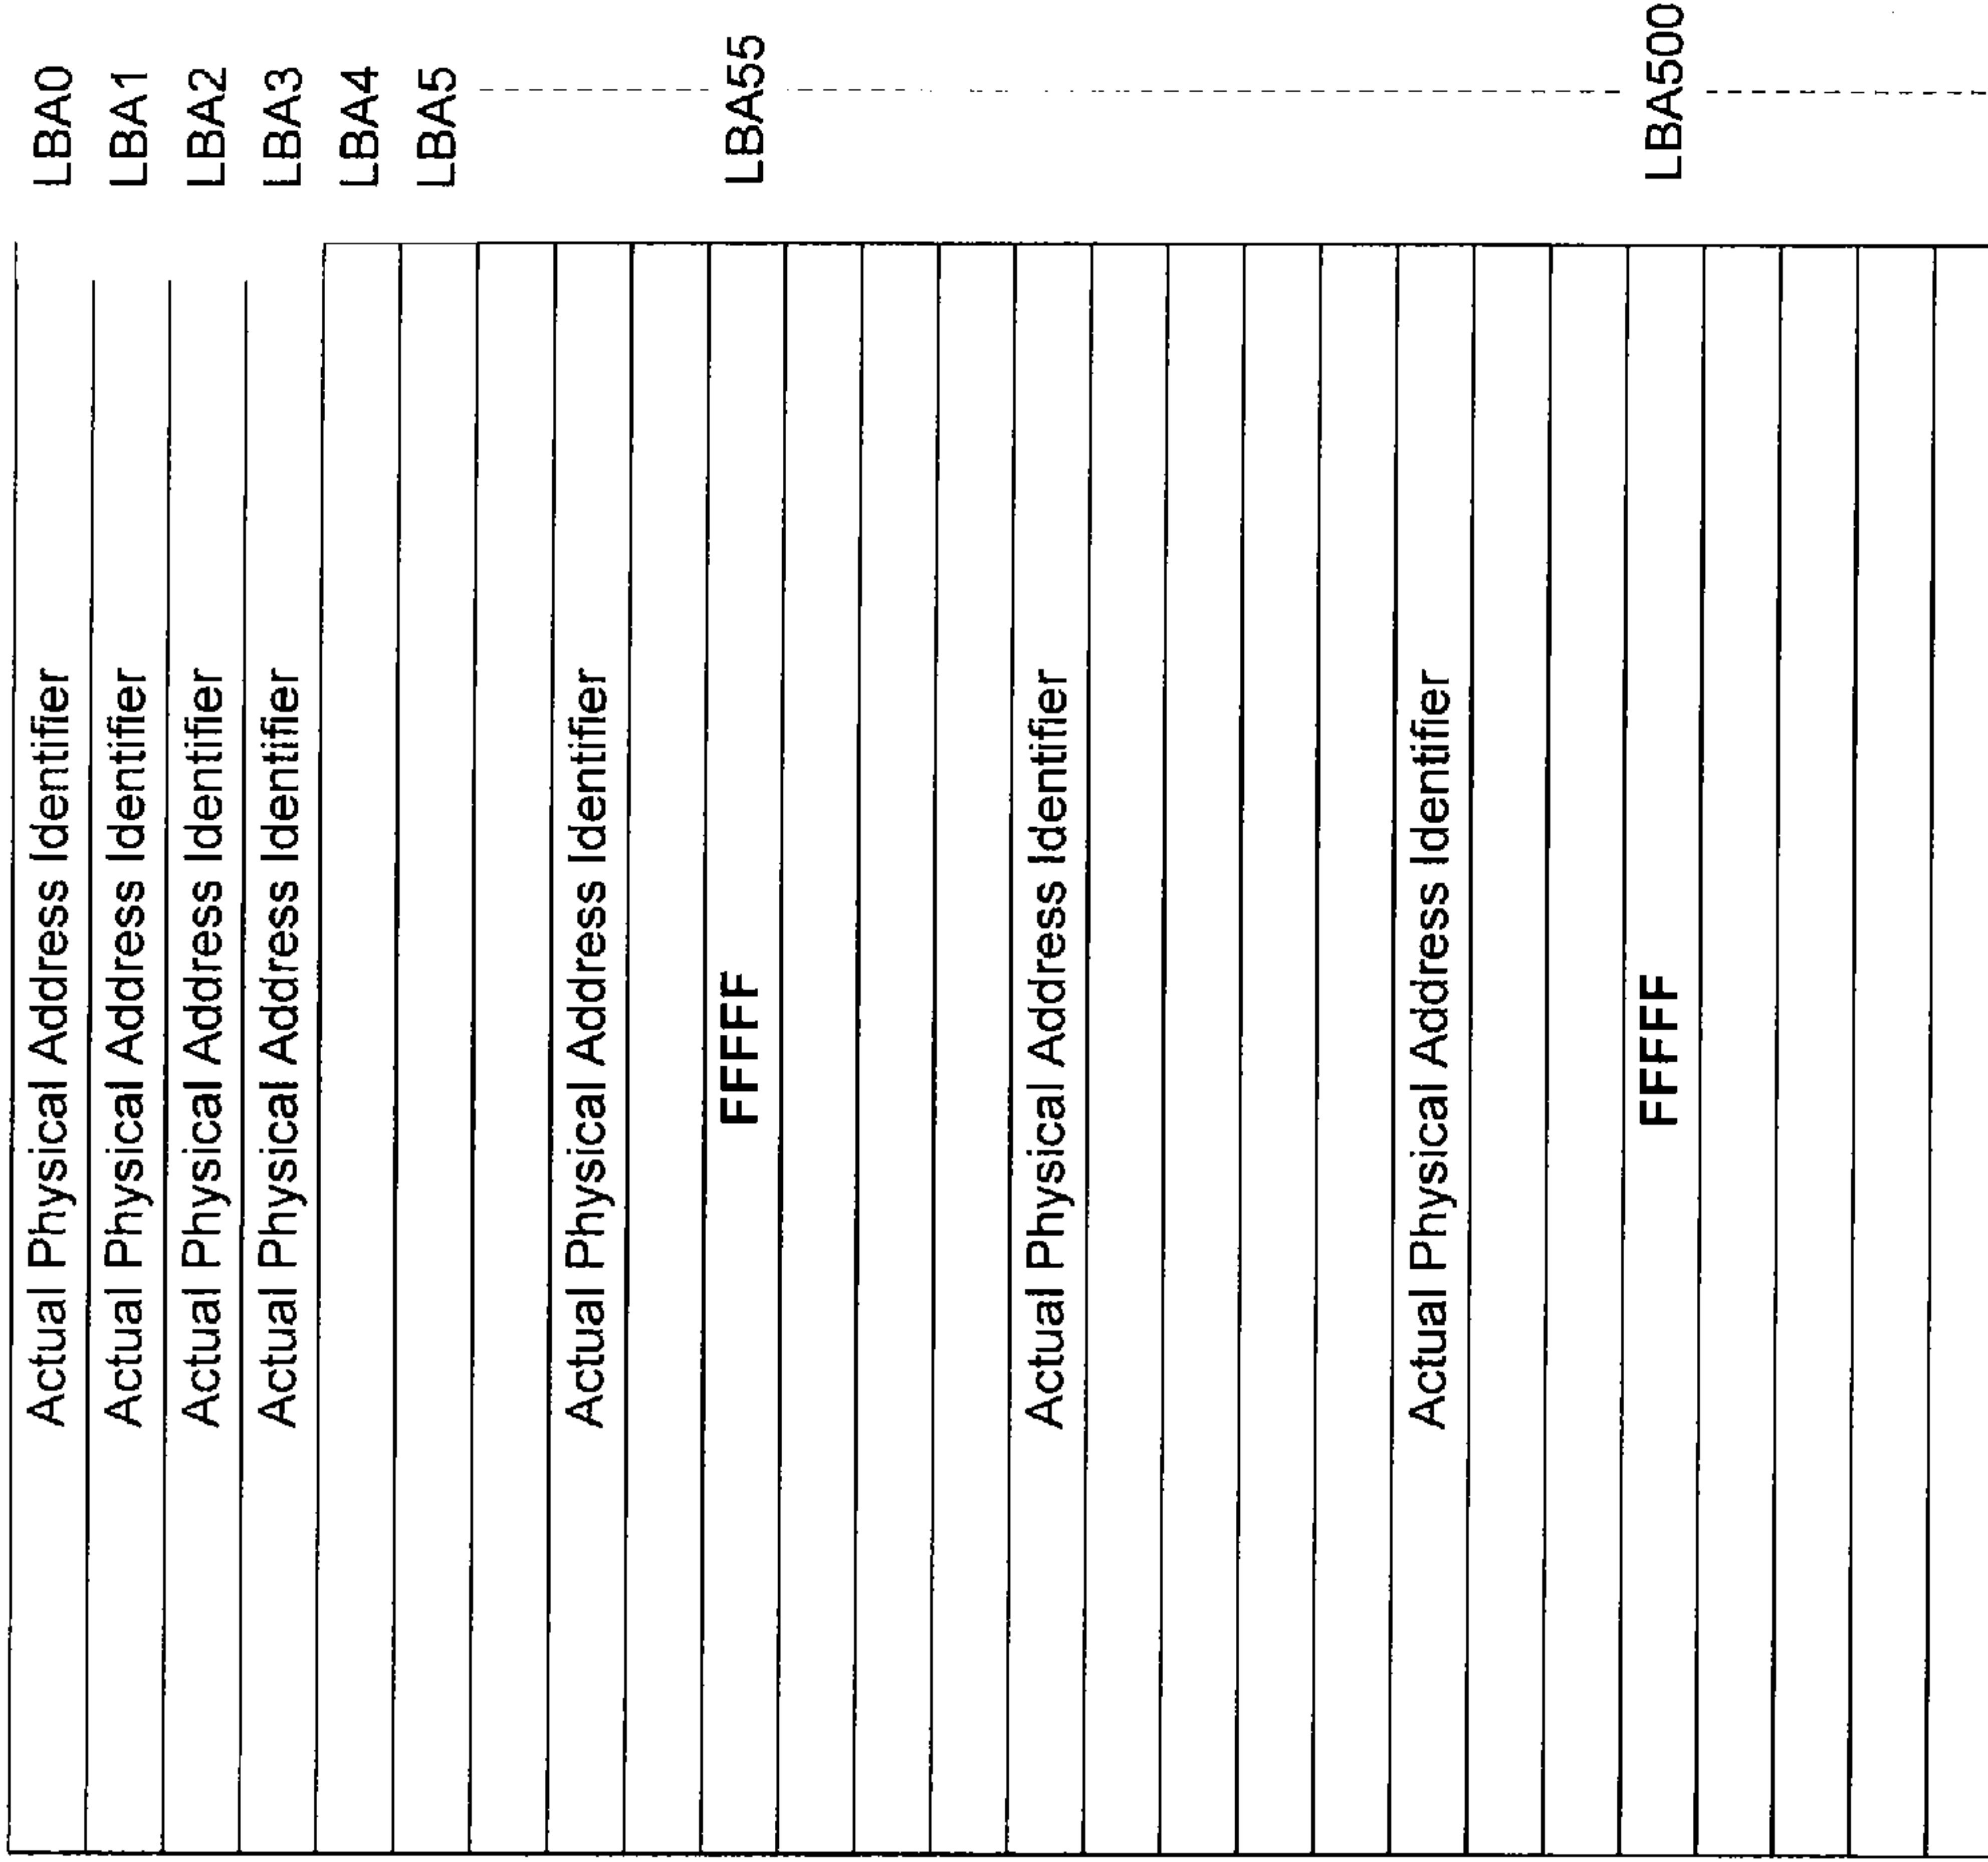 Actual Physical Address Identifier LBA0
Actual Physical Address Identifier LBA1
Actual Physical Address Identifier LBA2
Actual Physical Address Identifier LBA3
LBA4
LBA5
Actual Physical Address Identifier
FFFFF LBA55
Actual Physical Address Identifier
Actual Physical Address Identifier
FFFFF LBA500